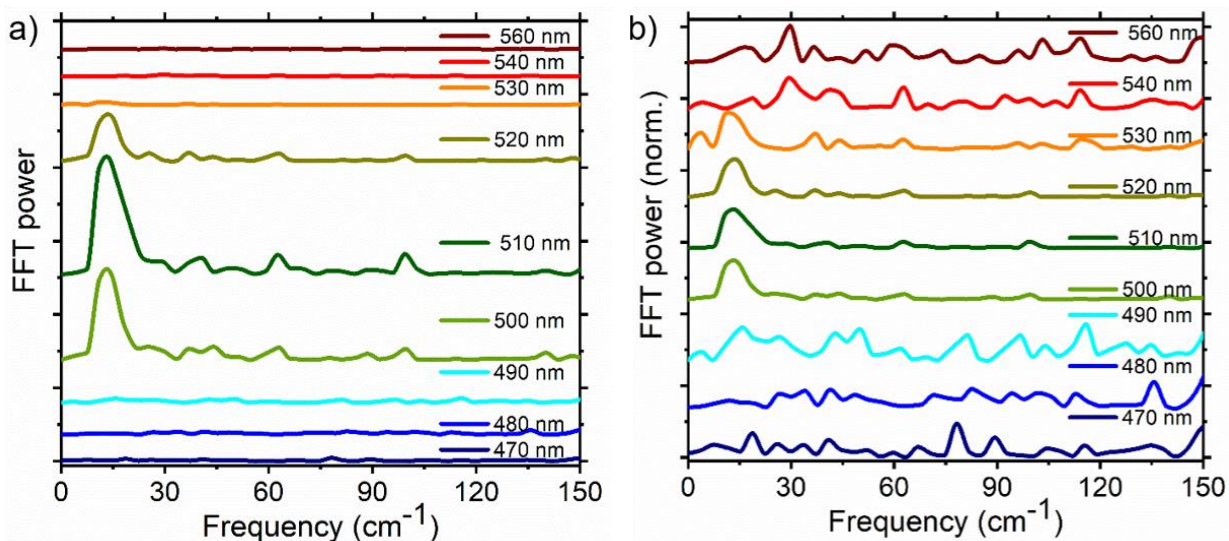 a)
FFT power
560 nm
540 nm
530 nm
520 nm
510 nm
500 nm
490 nm
480 nm
470 nm
0 30 60 90 120 150
Frequency (cm⁻¹)
b)
FFT power (norm.)
560 nm
540 nm
530 nm
520 nm
510 nm
500 nm
490 nm
480 nm
470 nm
0 30 60 90 120 150
Frequency (cm⁻¹)